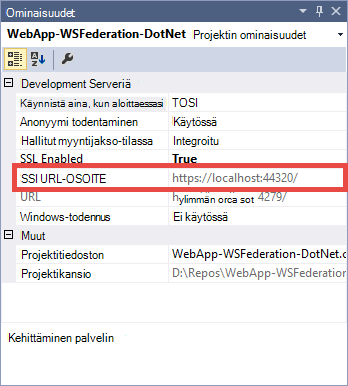 Ominaisuudet
WebApp-WSFederation-DotNet Projektin ominaisuudet
Development Serveriä
Käynnistä aina, kun aloittaessasi TOSI
Anonyymi todentaminen Käytössä
Hallitut myyntijakso-tilassa Integroitu
SSL Enabled True
SSI URL-OSOITE https://localhost:44320/
URL hylimmän orca sot 4279/
Windows-todennus Ei käytössä
Muut
Projektitiedoston WebApp-WSFederation-DotNet.c
Projektikansio D:\Repos\WebApp-WSFederation
Kehittäminen palvelin